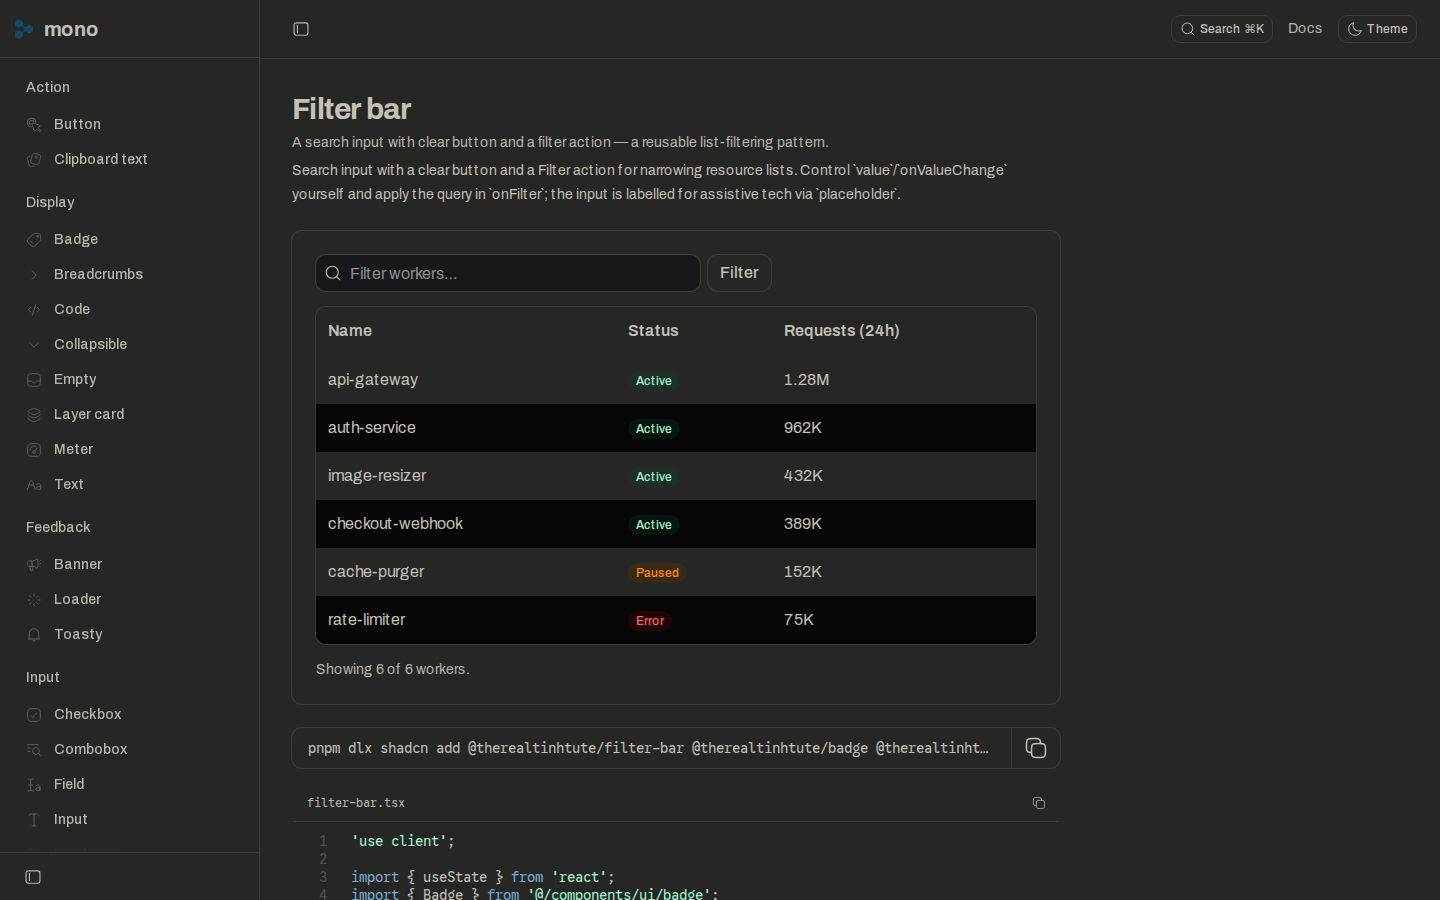 mono
Search ⌘K
Docs
Theme
Action
Button
Clipboard text
Display
Badge
Breadcrumbs
Code
Collapsible
Empty
Layer card
Meter
Text
Feedback
Banner
Loader
Toasty
Input
Checkbox
Combobox
Field
Input
Filter bar
A search input with clear button and a filter action — a reusable list-filtering pattern.
Search input with a clear button and a Filter action for narrowing resource lists. Control `value`/`onValueChange`
yourself and apply the query in `onFilter`; the input is labelled for assistive tech via `placeholder`.
Filter workers...
Filter
Name Status Requests (24h)
api-gateway Active 1.28M
auth-service Active 962K
image-resizer Active 432K
checkout-webhook Active 389K
cache-purger Paused 152K
rate-limiter Error 75K
Showing 6 of 6 workers.
pnpm dlx shadcn add @therealtinhtute/filter-bar @therealtinhtute/badge @therealtinht…
filter-bar.tsx
1 'use client';
2
3 import { useState } from 'react';
4 import { Badge } from '@/components/ui/badge';